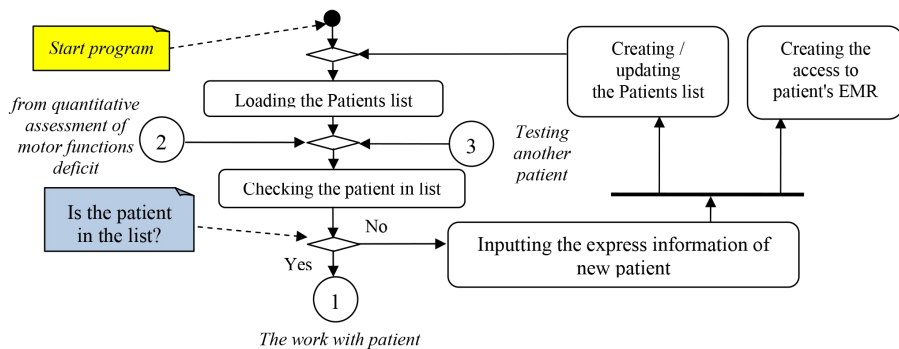 Start program
Creating /
updating
the Patients list
Creating the
access to
patient's EMR
Loading the Patients list
from quantitative
assessment of
motor functions
deficit
2
3
Testing
another
patient
Checking the patient in list
Is the patient
in the list?
No
Yes
Inputting the express information of
new patient
1
The work with patient